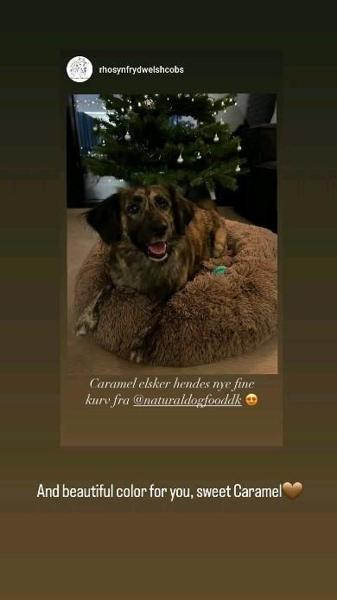 rhosynfrydwelshcobs
Caramel elsker hendes nye fine
kurv fra @naturaldogfooddk 😍
And beautiful color for you, sweet Caramel🤎